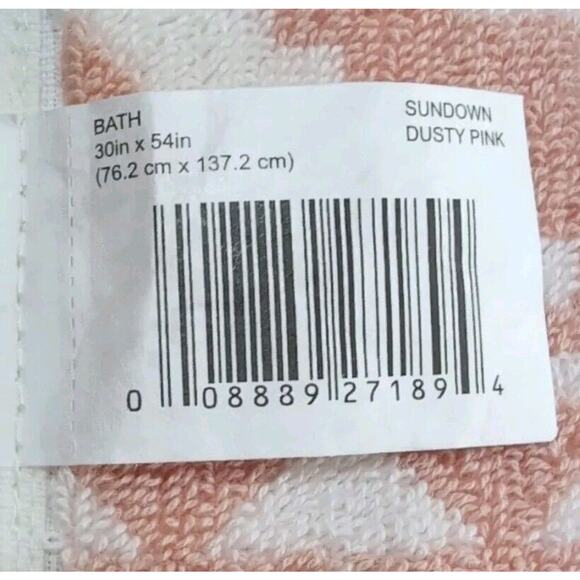 BATH
30in x 54in
(76.2 cm x 137.2 cm)
SUNDOWN
DUSTY PINK
0 08889 27189 4